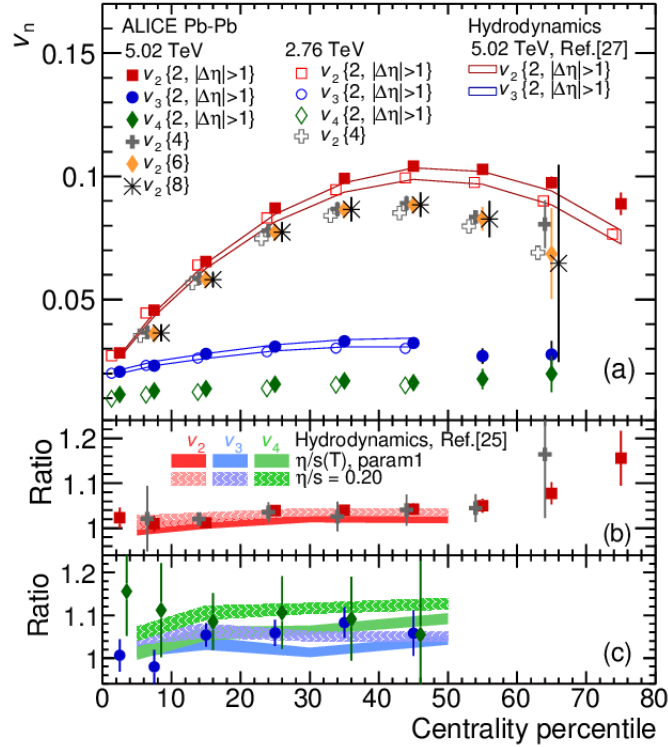 v_n
0.15
0.1
0.05
ALICE Pb-Pb
5.02 TeV
v_2{2, |Δη|>1}
v_3{2, |Δη|>1}
v_4{2, |Δη|>1}
v_2{4}
v_2{6}
v_2{8}
2.76 TeV
v_2{2, |Δη|>1}
v_3{2, |Δη|>1}
v_4{2, |Δη|>1}
v_2{4}
Hydrodynamics
5.02 TeV, Ref.[27]
v_2{2, |Δη|>1}
v_3{2, |Δη|>1}
(a)
Ratio
1.2
1.1
1
v_2 v_3 v_4 Hydrodynamics, Ref.[25]
η/s(T), param1
η/s = 0.20
(b)
Ratio
1.2
1.1
1
(c)
0 10 20 30 40 50 60 70 80
Centrality percentile